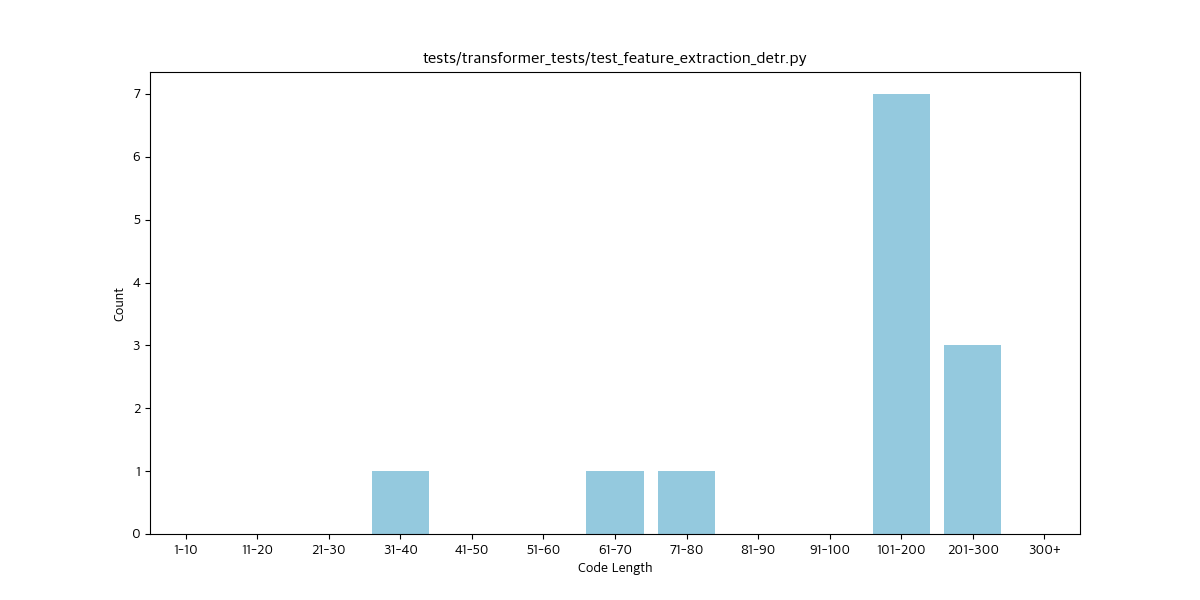 tests/transformer_tests/test_feature_extraction_detr.py
7
6
5
4
3
2
1
0
Count
1-10 11-20 21-30 31-40 41-50 51-60 61-70 71-80 81-90 91-100 101-200 201-300 300+
Code Length